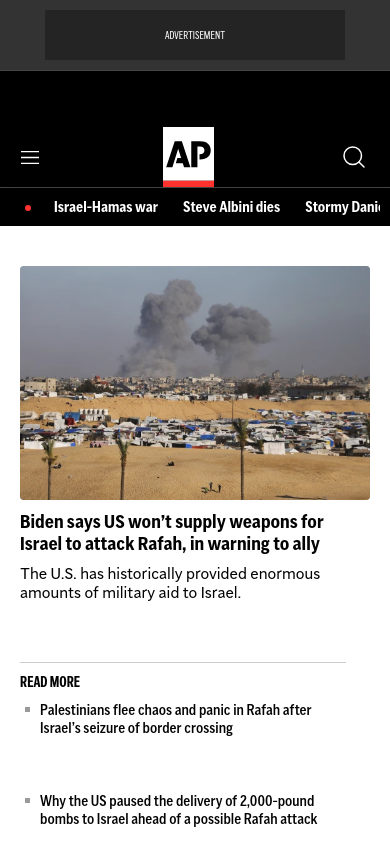 ADVERTISEMENT
AP
Israel-Hamas war Steve Albini dies Stormy Dani
Biden says US won’t supply weapons for
Israel to attack Rafah, in warning to ally
The U.S. has historically provided enormous
amounts of military aid to Israel.
READ MORE
Palestinians flee chaos and panic in Rafah after
Israel’s seizure of border crossing
Why the US paused the delivery of 2,000-pound
bombs to Israel ahead of a possible Rafah attack